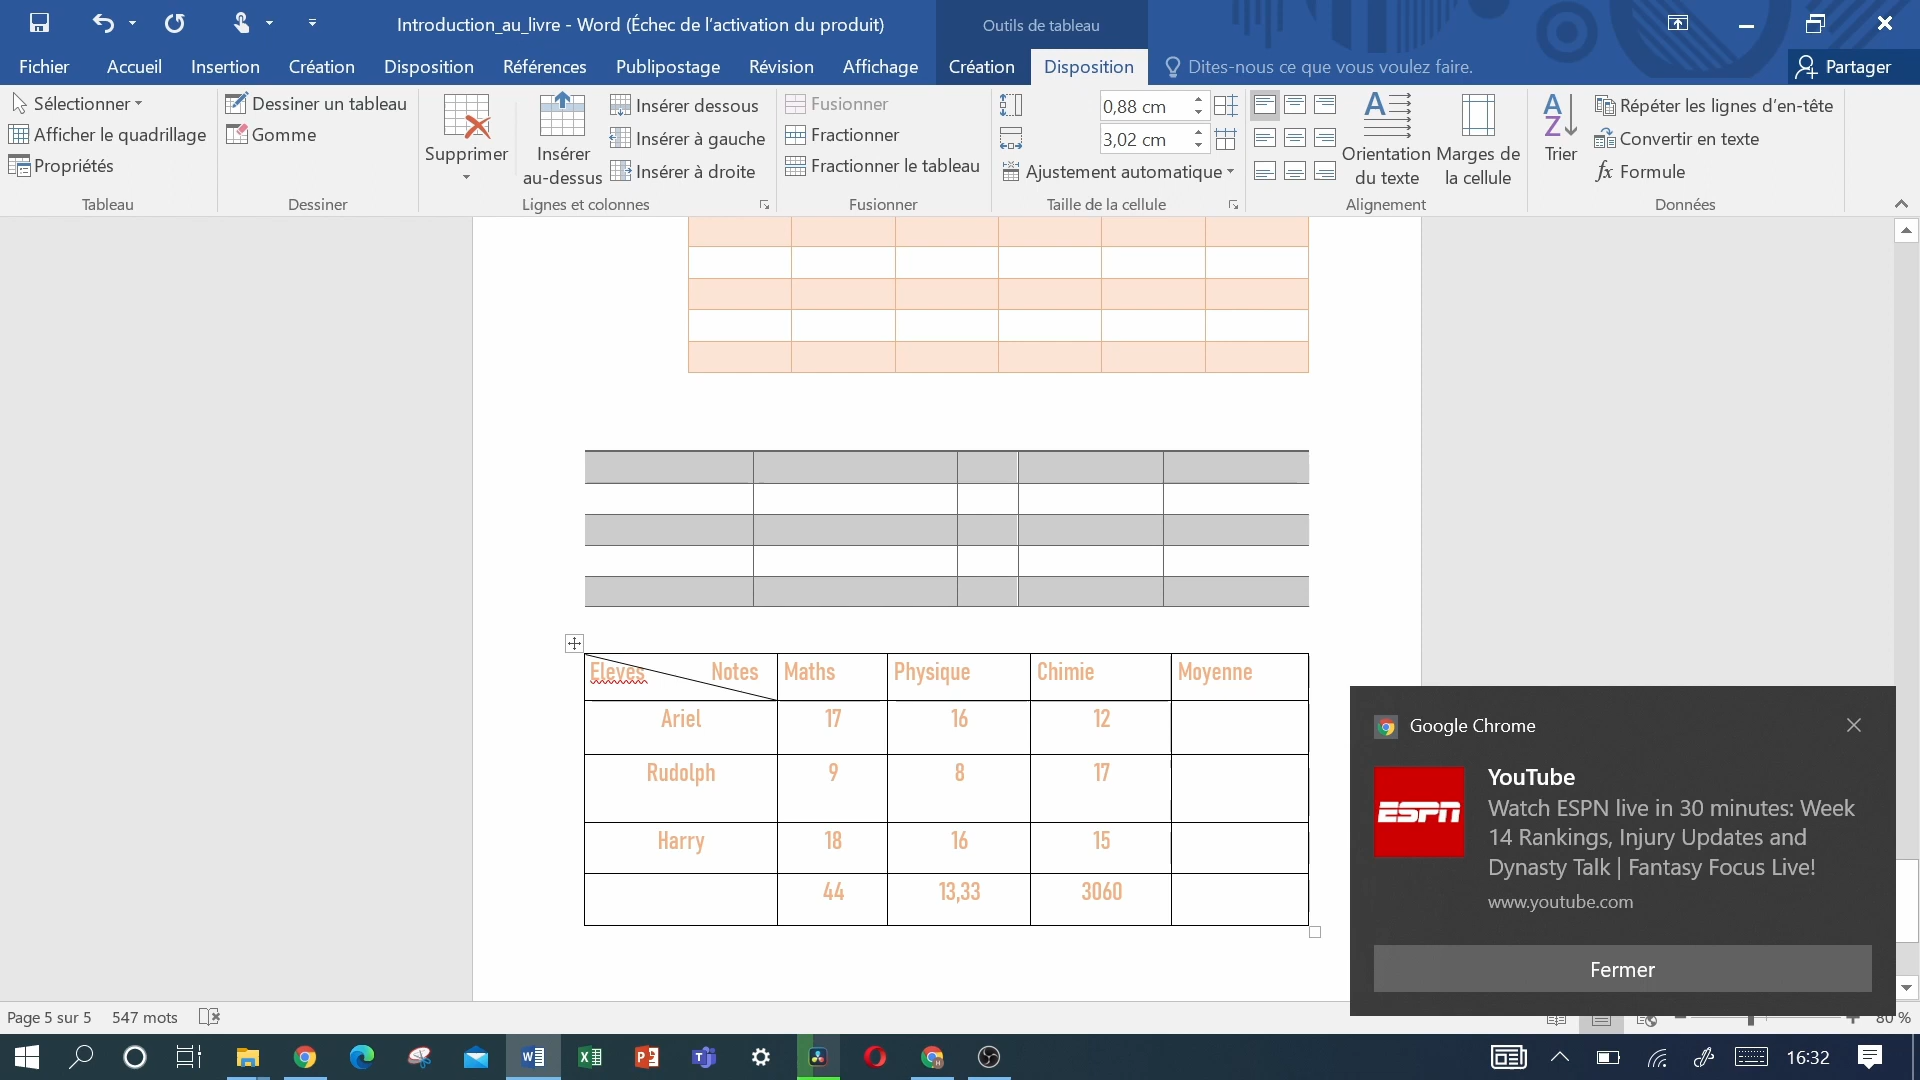 Introduction_au_livre - Word (Échec de l'activation du produit)
Outils de tableau
Fichier Accueil Insertion Création Disposition Références Publipostage Révision Affichage Création Disposition Dites-nous ce que vous voulez faire. Partager
Sélectionner
Afficher le quadrillage
Propriétés
Tableau
Dessiner un tableau
Gomme
Dessiner
Supprimer
Insérer
au-dessus
Insérer dessous
Insérer à gauche
Insérer à droite
Lignes et colonnes
Fusionner
Fractionner
Fractionner le tableau
Fusionner
0,88 cm
3,02 cm
Ajustement automatique
Taille de la cellule
Orientation
du texte
Marges de
la cellule
Alignement
A
Z
Trier
Répéter les lignes d'en-tête
Convertir en texte
fx Formule
Données
Eleves Notes Maths Physique Chimie Moyenne
Ariel 17 16 12
Rudolph 9 8 17
Harry 18 16 15
44 13,33 3060
Google Chrome
ESPN
YouTube
Watch ESPN live in 30 minutes: Week
14 Rankings, Injury Updates and
Dynasty Talk | Fantasy Focus Live!
www.youtube.com
Fermer
Page 5 sur 5 547 mots
80 %
16:32